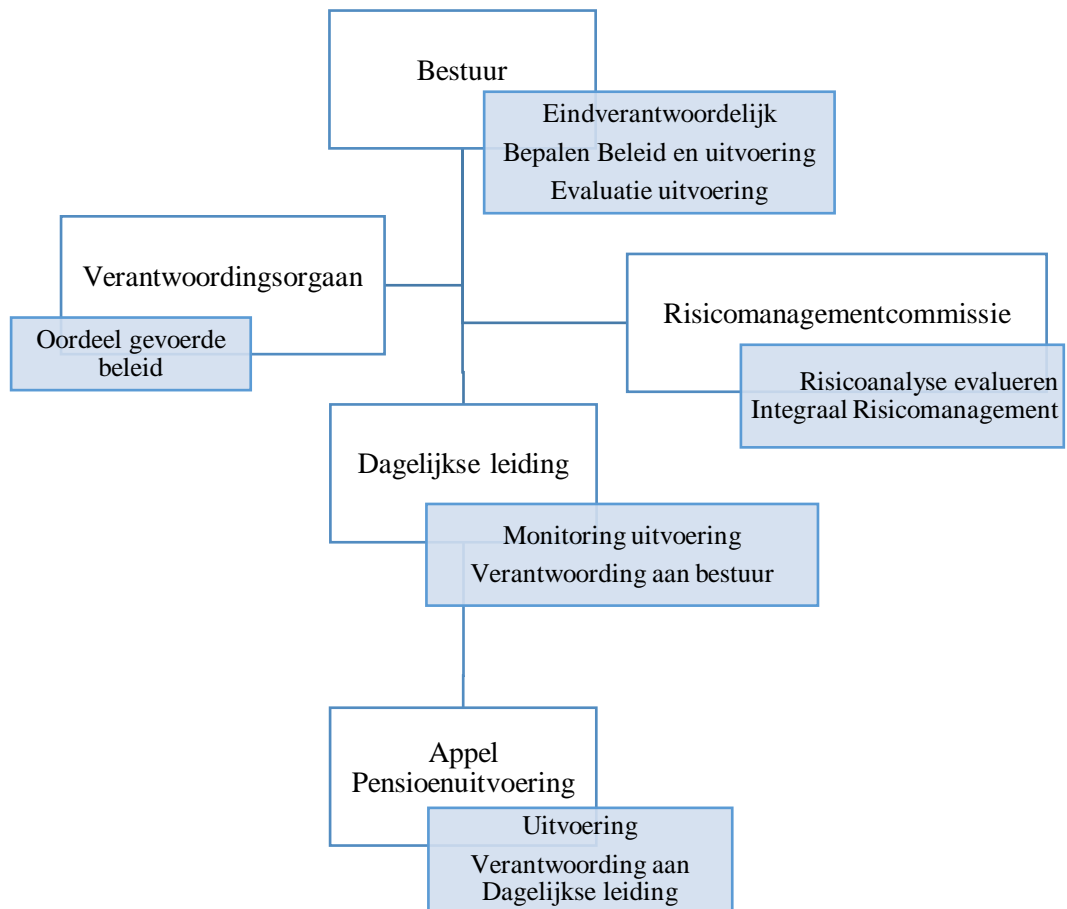 Bestuur
Eindverantwoordelijk
Bepalen Beleid en uitvoering
Evaluatie uitvoering
Verantwoordingsorgaan
Oordeel gevoerde
beleid
Risicomanagementcommissie
Risicoanalyse evalueren
Integraal Risicomanagement
Dagelijkse leiding
Monitoring uitvoering
Verantwoording aan bestuur
Appel
Pensioenuitvoering
Uitvoering
Verantwoording aan
Dagelijkse leiding